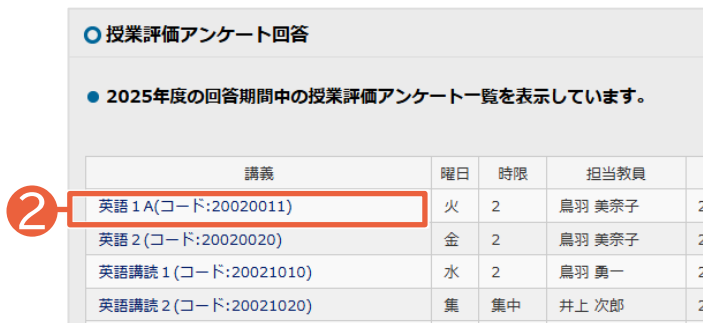 授業評価アンケート回答
2025年度の回答期間中の授業評価アンケート一覧を表示しています。
講義 曜日 時限 担当教員
2 英語1A(コード:20020011) 火 2 鳥羽 美奈子 2
英語2(コード:20020020) 金 2 鳥羽 美奈子 2
英語講読1(コード:20021010) 水 2 鳥羽 勇一 2
英語講読2(コード:20021020) 集 集中 井上 次郎 2